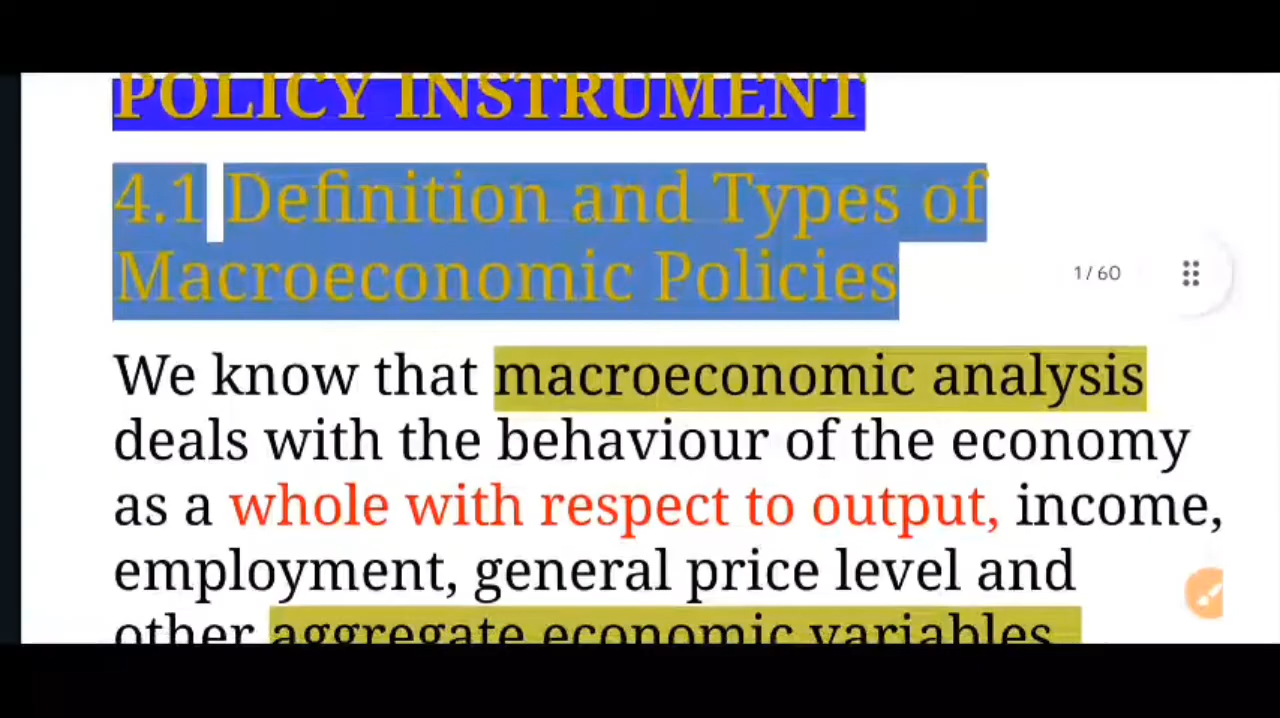 POLICY INSTRUMENT
4.1 Definition and Types of
Macroeconomic Policies
1/60
We know that macroeconomic analysis
deals with the behaviour of the economy
as a whole with respect to output, income,
employment, general price level and
other aggregate economic variables